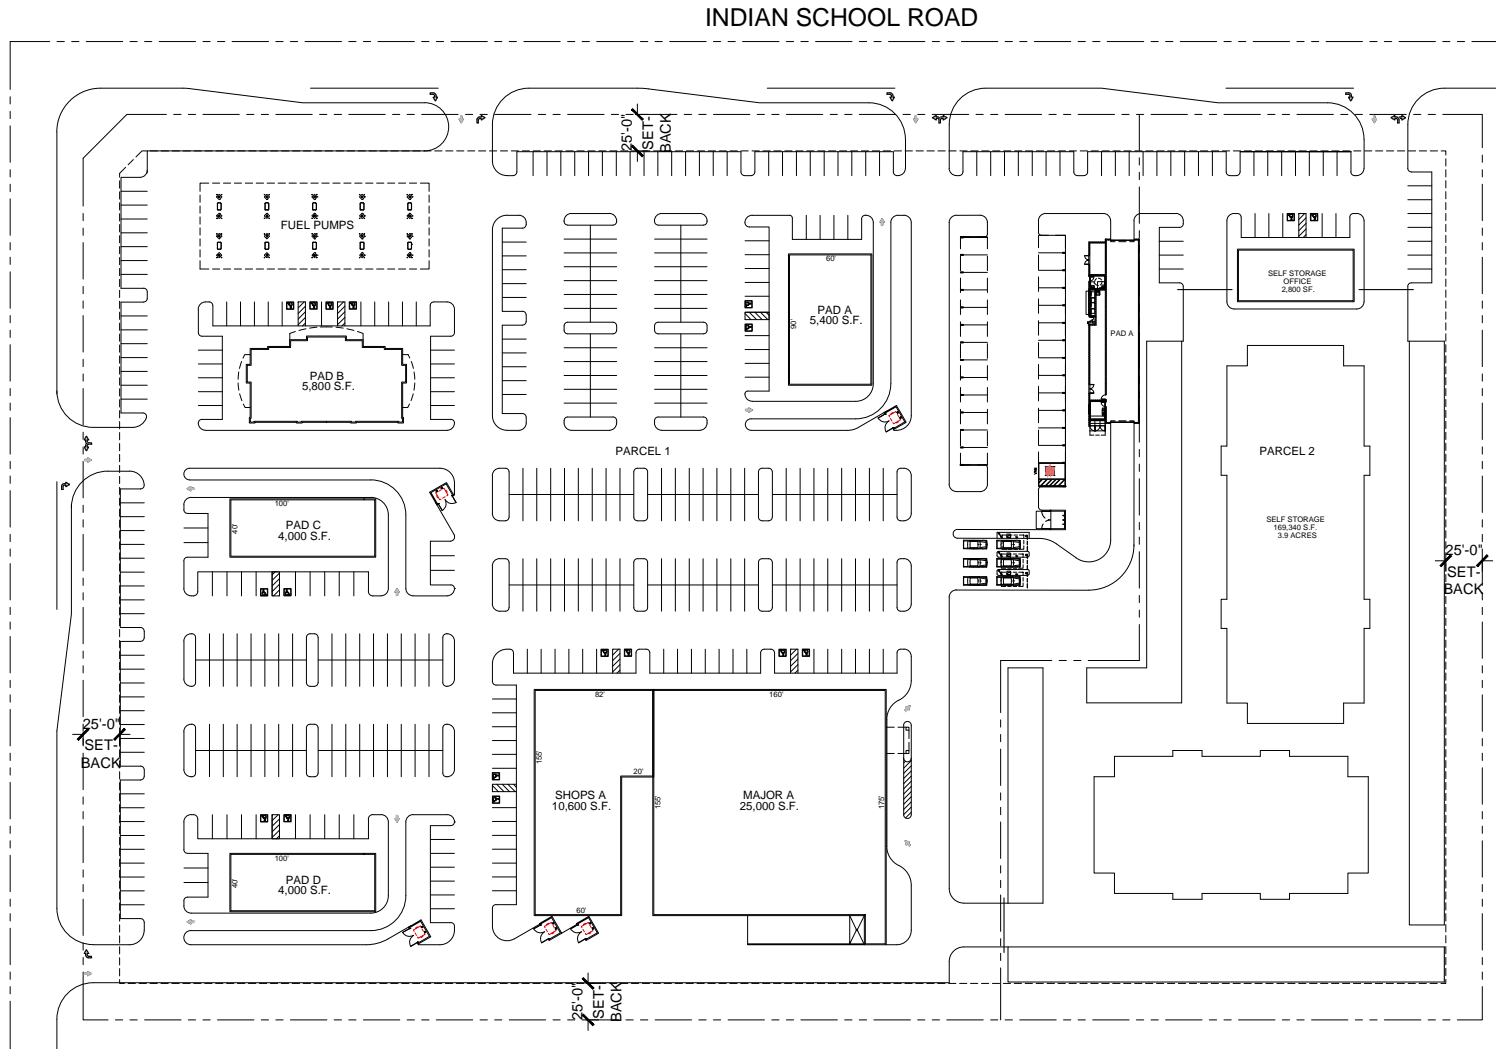 INDIAN SCHOOL ROAD
25'-0"
SET-
BACK
FUEL PUMPS
60'
PAD A
5,400 S.F.
90'
SELF STORAGE
OFFICE
2,800 SF.
PAD A
PAD B
5,800 S.F.
PARCEL 1
PARCEL 2
100'
PAD C
4,000 S.F.
40'
SELF STORAGE
169,340 S.F.
3.9 ACRES
25'-0"
SET-
BACK
82'
160'
25'-0"
SET-
BACK
155'
20'
SHOPS A
10,600 S.F.
155'
MAJOR A
25,000 S.F.
175'
100'
PAD D
4,000 S.F.
40'
60'
25'-0"
SET-
BACK